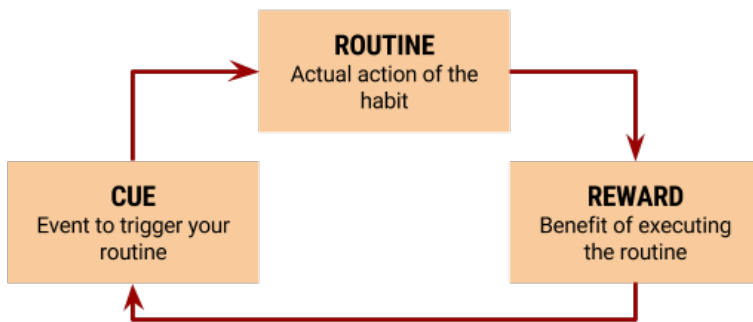 ROUTINE
Actual action of the
habit
CUE
Event to trigger your
routine
REWARD
Benefit of executing
the routine